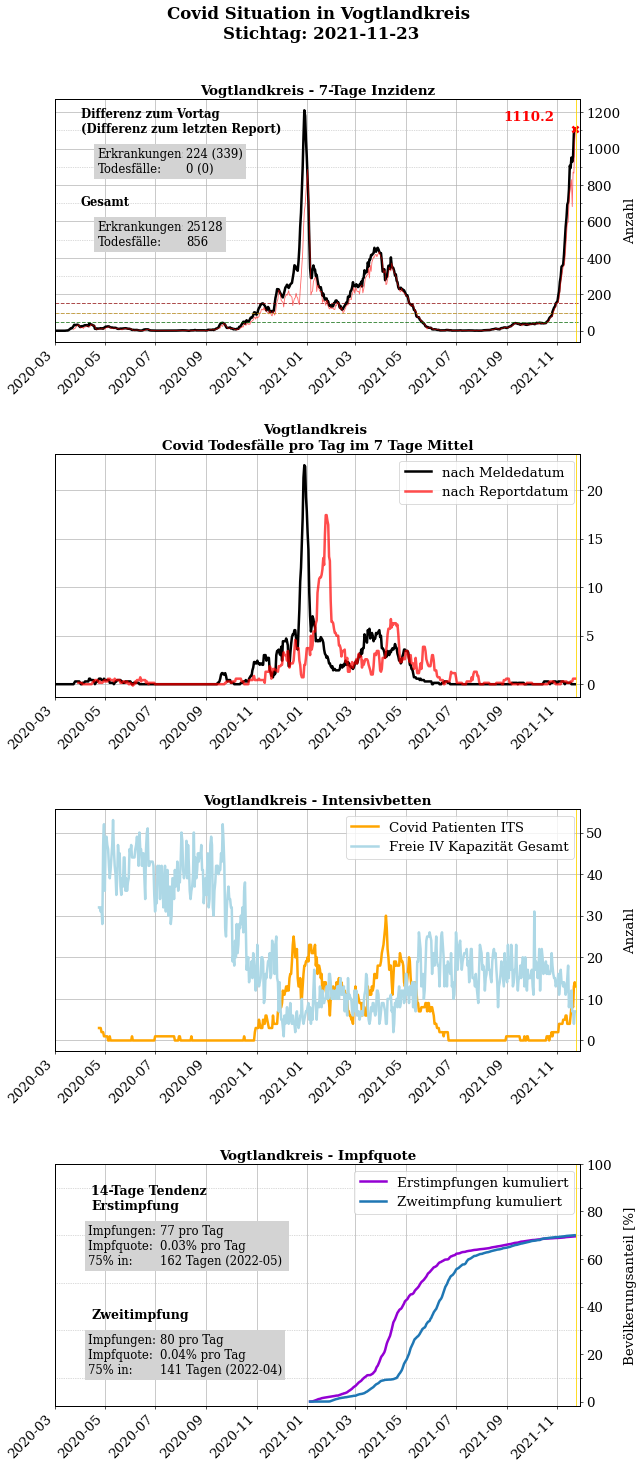 Covid Situation in Vogtlandkreis
Stichtag: 2021-11-23
Vogtlandkreis - 7-Tage Inzidenz
Differenz zum Vortag
(Differenz zum letzten Report)
Erkrankungen 224 (339)
Todesfälle: 0 (0)
Gesamt
Erkrankungen 25128
Todesfälle: 856
1110.2
1200
1000
800
600
400
200
0
Anzahl
2020-03 2020-05 2020-07 2020-09 2020-11 2021-01 2021-03 2021-05 2021-07 2021-09 2021-11
Vogtlandkreis
Covid Todesfälle pro Tag im 7 Tage Mittel
nach Meldedatum
nach Reportdatum
20
15
10
5
0
2020-03 2020-05 2020-07 2020-09 2020-11 2021-01 2021-03 2021-05 2021-07 2021-09 2021-11
Vogtlandkreis - Intensivbetten
Covid Patienten ITS
Freie IV Kapazität Gesamt
50
40
30
20
10
0
Anzahl
2020-03 2020-05 2020-07 2020-09 2020-11 2021-01 2021-03 2021-05 2021-07 2021-09 2021-11
Vogtlandkreis - Impfquote
14-Tage Tendenz
Erstimpfung
Impfungen: 77 pro Tag
Impfquote: 0.03% pro Tag
75% in: 162 Tagen (2022-05)
Zweitimpfung
Impfungen: 80 pro Tag
Impfquote: 0.04% pro Tag
75% in: 141 Tagen (2022-04)
Erstimpfungen kumuliert
Zweitimpfung kumuliert
100
80
60
40
20
0
Bevölkerungsanteil [%]
2020-03 2020-05 2020-07 2020-09 2020-11 2021-01 2021-03 2021-05 2021-07 2021-09 2021-11